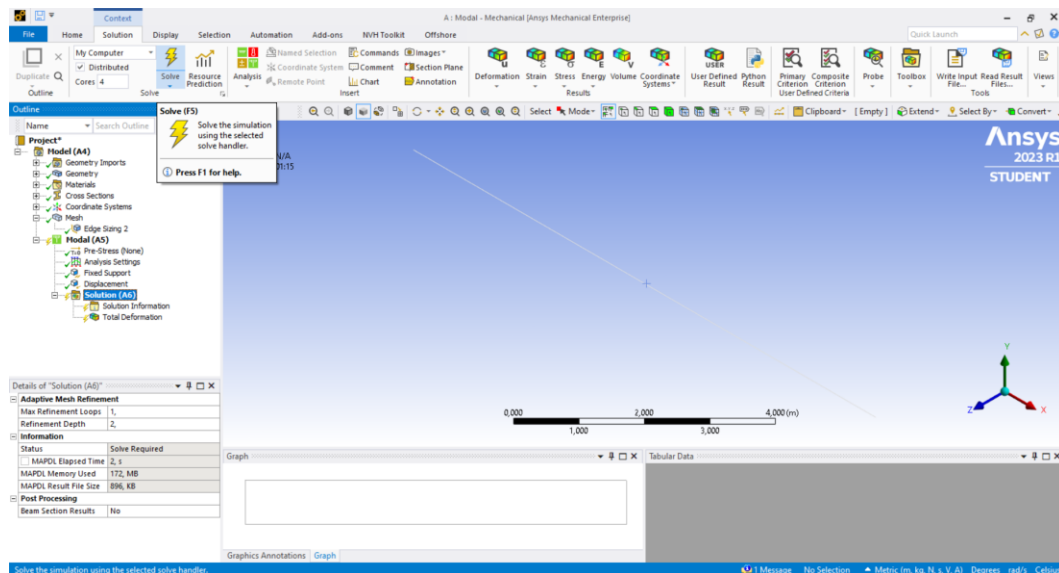 Context
A : Modal - Mechanical [Ansys Mechanical Enterprise]
File Home Solution Display Selection Automation Add-ons NVH Toolkit Offshore
Quick Launch
Duplicate
Outline
My Computer
Distributed
Cores 4
Solve
Resource Prediction
Solve
Analysis
Named Selection
Coordinate System
Remote Point
Commands
Comment
Chart
Images
Section Plane
Annotation
Insert
Deformation Strain Stress Energy Volume Coordinate Systems
Results
USER
User Defined Result
Python Result
Primary Criterion
Composite Criterion
User Defined Criteria
Probe
Toolbox
Write Input File...
Read Result Files...
Tools
Views
Outline
Name Search Outline
Solve (F5)
Solve the simulation
using the selected
solve handler.
Press F1 for help.
Select Mode Clipboard [Empty] Extend Select By Convert
Project*
Model (A4)
Geometry Imports
Geometry
Materials
Cross Sections
Coordinate Systems
Mesh
Edge Sizing 2
Modal (A5)
Pre-Stress (None)
Analysis Settings
Fixed Support
Displacement
Solution (A6)
Solution Information
Total Deformation
N/A
01:15
Ansys
2023 R1
STUDENT
Y
Z
X
0,000 2,000 4,000 (m)
1,000 3,000
Details of "Solution (A6)"
Adaptive Mesh Refinement
Max Refinement Loops 1,
Refinement Depth 2,
Information
Status Solve Required
MAPDL Elapsed Time 2, s
MAPDL Memory Used 172, MB
MAPDL Result File Size 896, KB
Post Processing
Beam Section Results No
Graph
Tabular Data
Graphics Annotations Graph
Solve the simulation using the selected solve handler.
1 Message No Selection Metric (m, kg, N, s, V, A) Degrees rad/s Celsius